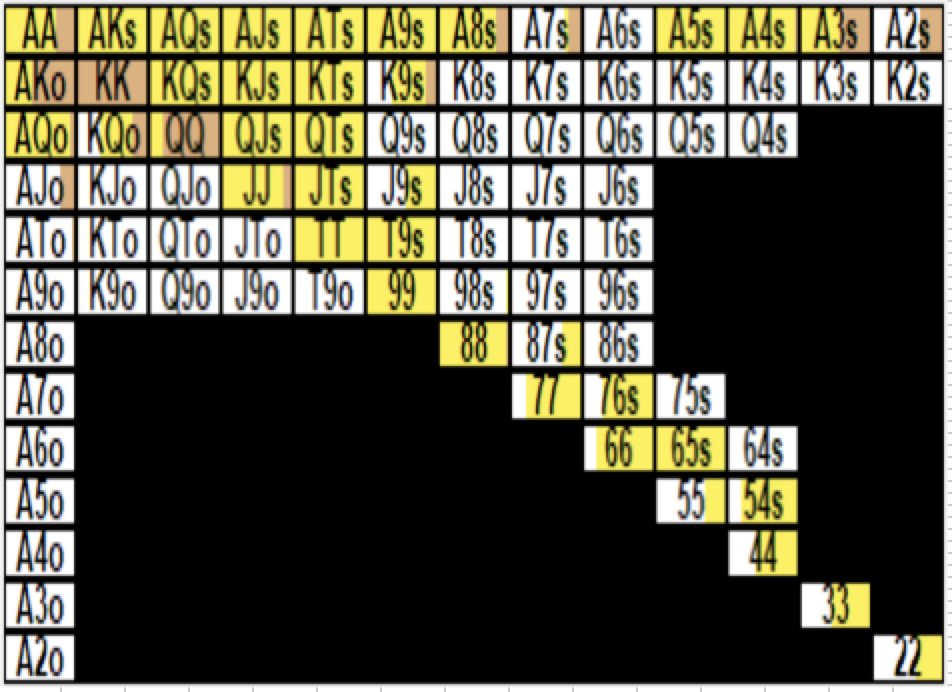 AA AKs AQs AJs ATs A9s A8s A7s A6s A5s A4s A3s A2s
AKo KK KQs KJs KTs K9s K8s K7s K6s K5s K4s K3s K2s
AQo KQo QQ QJs QTs Q9s Q8s Q7s Q6s Q5s Q4s
AJo KJo QJo JJ JTs J9s J8s J7s J6s
ATo KTo QTo JTo TT T9s T8s T7s T6s
A9o K9o Q9o J9o T9o 99 98s 97s 96s
A8o 88 87s 86s
A7o 77 76s 75s
A6o 66 65s 64s
A5o 55 54s
A4o 44
A3o 33
A2o 22